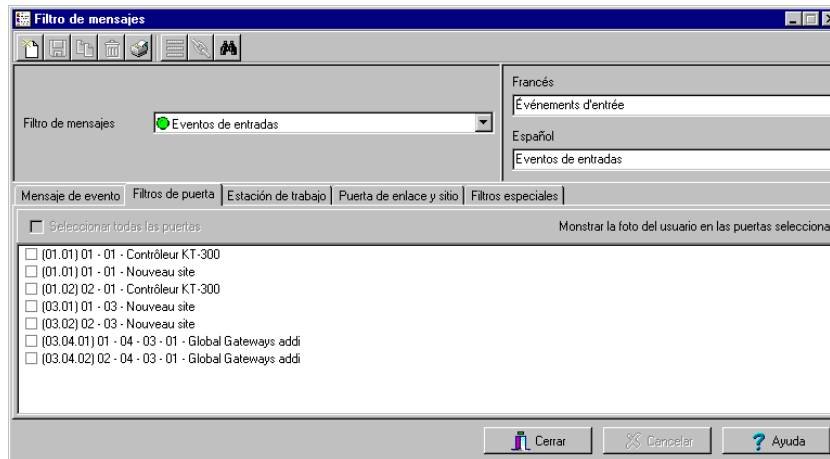 Filtro de mensajes
Francés
Événements d'entrée
Filtro de mensajes
Eventos de entradas
Español
Eventos de entradas
Mensaje de evento
Filtros de puerta
Estación de trabajo
Puerta de enlace y sitio
Filtros especiales
Seleccionar todas las puertas
Monstrar la foto del usuario en las puertas selecciona
(01.01) 01 - 01 - Contrôleur KT-300
(01.01) 01 - 01 - Nouveau site
(01.02) 02 - 01 - Contrôleur KT-300
(03.01) 01 - 03 - Nouveau site
(03.02) 02 - 03 - Nouveau site
(03.04.01) 01 - 04 - 03 - 01 - Global Gateways addi
(03.04.02) 02 - 04 - 03 - 01 - Global Gateways addi
Cerrar
Cancelar
Ayuda